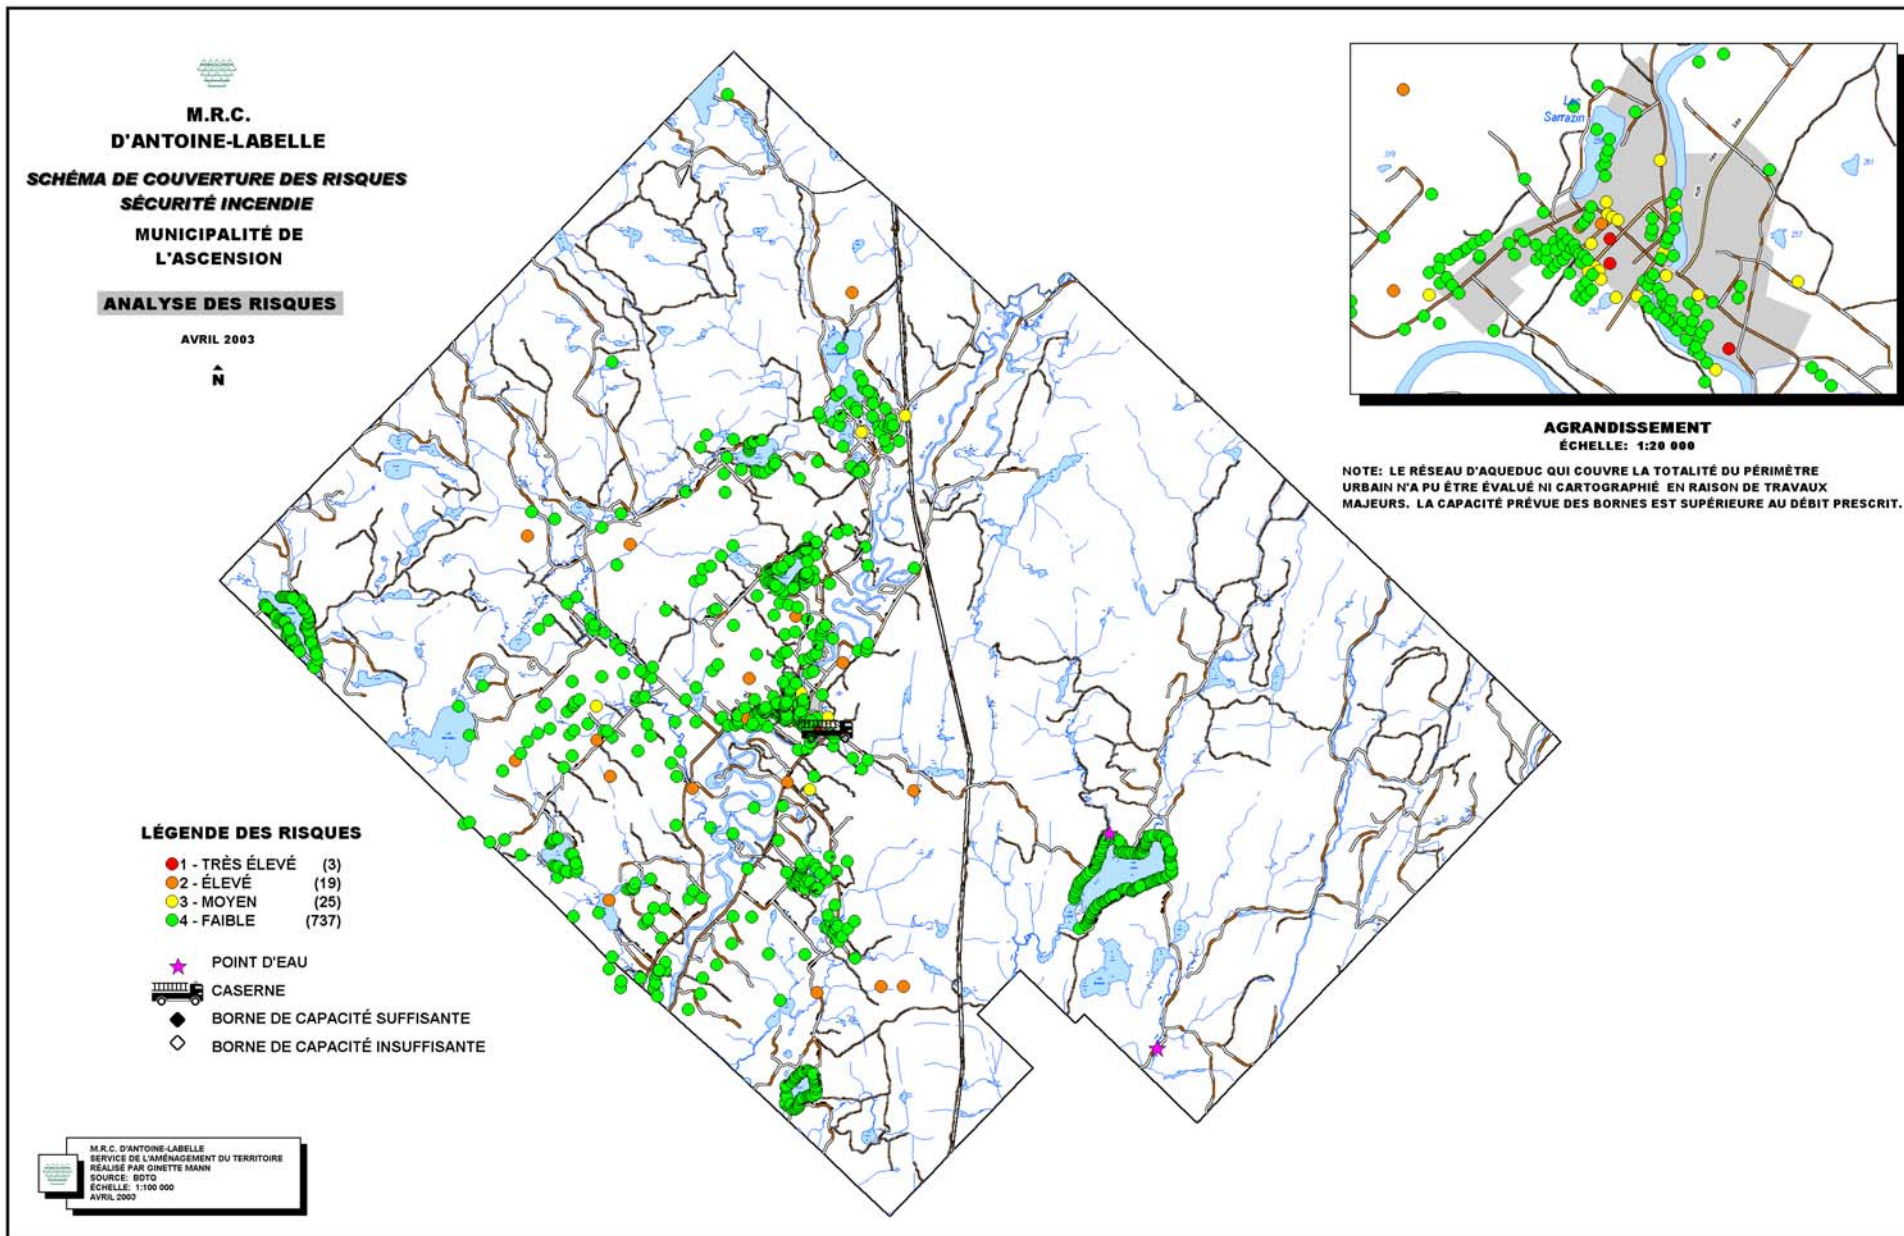 M.R.C.
D'ANTOINE-LABELLE
SCHÉMA DE COUVERTURE DES RISQUES
SÉCURITÉ INCENDIE
MUNICIPALITÉ DE
L'ASCENSION
ANALYSE DES RISQUES
AVRIL 2003
N
Lac
Sarrazin
319
261
257
AGRANDISSEMENT
ÉCHELLE: 1:20 000
NOTE: LE RÉSEAU D'AQUEDUC QUI COUVRE LA TOTALITÉ DU PÉRIMÈTRE
URBAIN N'A PU ÊTRE ÉVALUÉ NI CARTOGRAPHIÉ EN RAISON DE TRAVAUX
MAJEURS. LA CAPACITÉ PRÉVUE DES BORNES EST SUPÉRIEURE AU DÉBIT PRESCRIT.
LÉGENDE DES RISQUES
1 - TRÈS ÉLEVÉ (3)
2 - ÉLEVÉ (19)
3 - MOYEN (25)
4 - FAIBLE (737)
POINT D'EAU
CASERNE
BORNE DE CAPACITÉ SUFFISANTE
BORNE DE CAPACITÉ INSUFFISANTE
M.R.C. D'ANTOINE-LABELLE
SERVICE DE L'AMÉNAGEMENT DU TERRITOIRE
RÉALISÉ PAR GINETTE MANN
SOURCE: BDTQ
ÉCHELLE: 1:100 000
AVRIL 2003